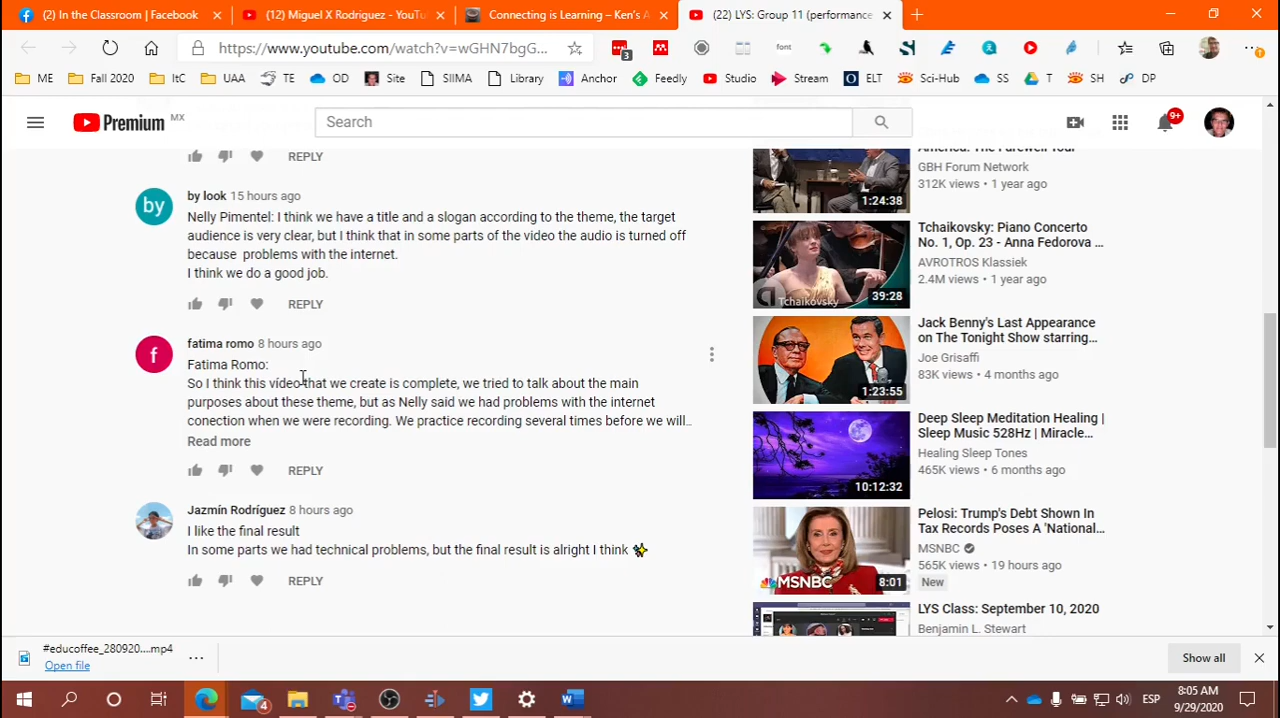 (2) In the Classroom | Facebook
(12) Miguel X Rodriguez - YouTu
Connecting is Learning – Ken's A
(22) LYS: Group 11 (performance
https://www.youtube.com/watch?v=wGHN7bgG...
3
font
ME
Fall 2020
ItC
UAA
TE
OD
Site
SIIMA
Library
Anchor
Feedly
Studio
Stream
ELT
Sci-Hub
SS
T
SH
DP
Premium MX
Search
9+
REPLY
by
by look 15 hours ago
Nelly Pimentel: I think we have a title and a slogan according to the theme, the target
audience is very clear, but I think that in some parts of the video the audio is turned off
because problems with the internet.
I think we do a good job.
REPLY
f
fatima romo 8 hours ago
Fatima Romo:
So I think this vídeo that we create is complete, we tried to talk about the main
purposes about these theme, but as Nelly said we had problems with the internet
conection when we were recording. We practice recording several times before we will...
Read more
REPLY
Jazmín Rodríguez 8 hours ago
I like the final result
In some parts we had technical problems, but the final result is alright I think
REPLY
America: The Farewell Tour
GBH Forum Network
312K views • 1 year ago
1:24:38
Tchaikovsky: Piano Concerto
No. 1, Op. 23 - Anna Fedorova ...
AVROTROS Klassiek
2.4M views • 1 year ago
Tchaikovsky
39:28
Jack Benny's Last Appearance
on The Tonight Show starring...
Joe Grisaffi
83K views • 4 months ago
1:23:55
Deep Sleep Meditation Healing |
Sleep Music 528Hz | Miracle...
Healing Sleep Tones
465K views • 6 months ago
10:12:32
Pelosi: Trump's Debt Shown In
Tax Records Poses A 'National...
MSNBC
565K views • 19 hours ago
New
MSNBC
8:01
LYS Class: September 10, 2020
Benjamin L. Stewart
#educoffee_280920....mp4
Open file
Show all
4
ESP
8:05 AM
9/29/2020